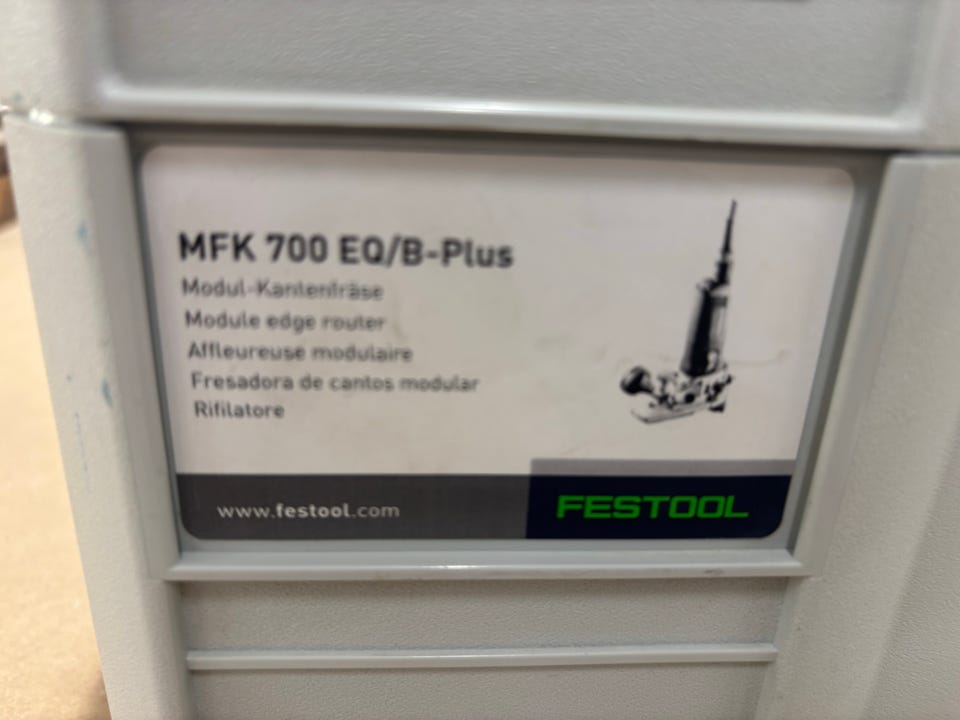 MFK 700 EQ/B-Plus
Modul-Kantenfräse
Module edge router
Affleureuse modulaire
Fresadora de cantos modular
Rifilatore
www.festool.com
FESTOOL